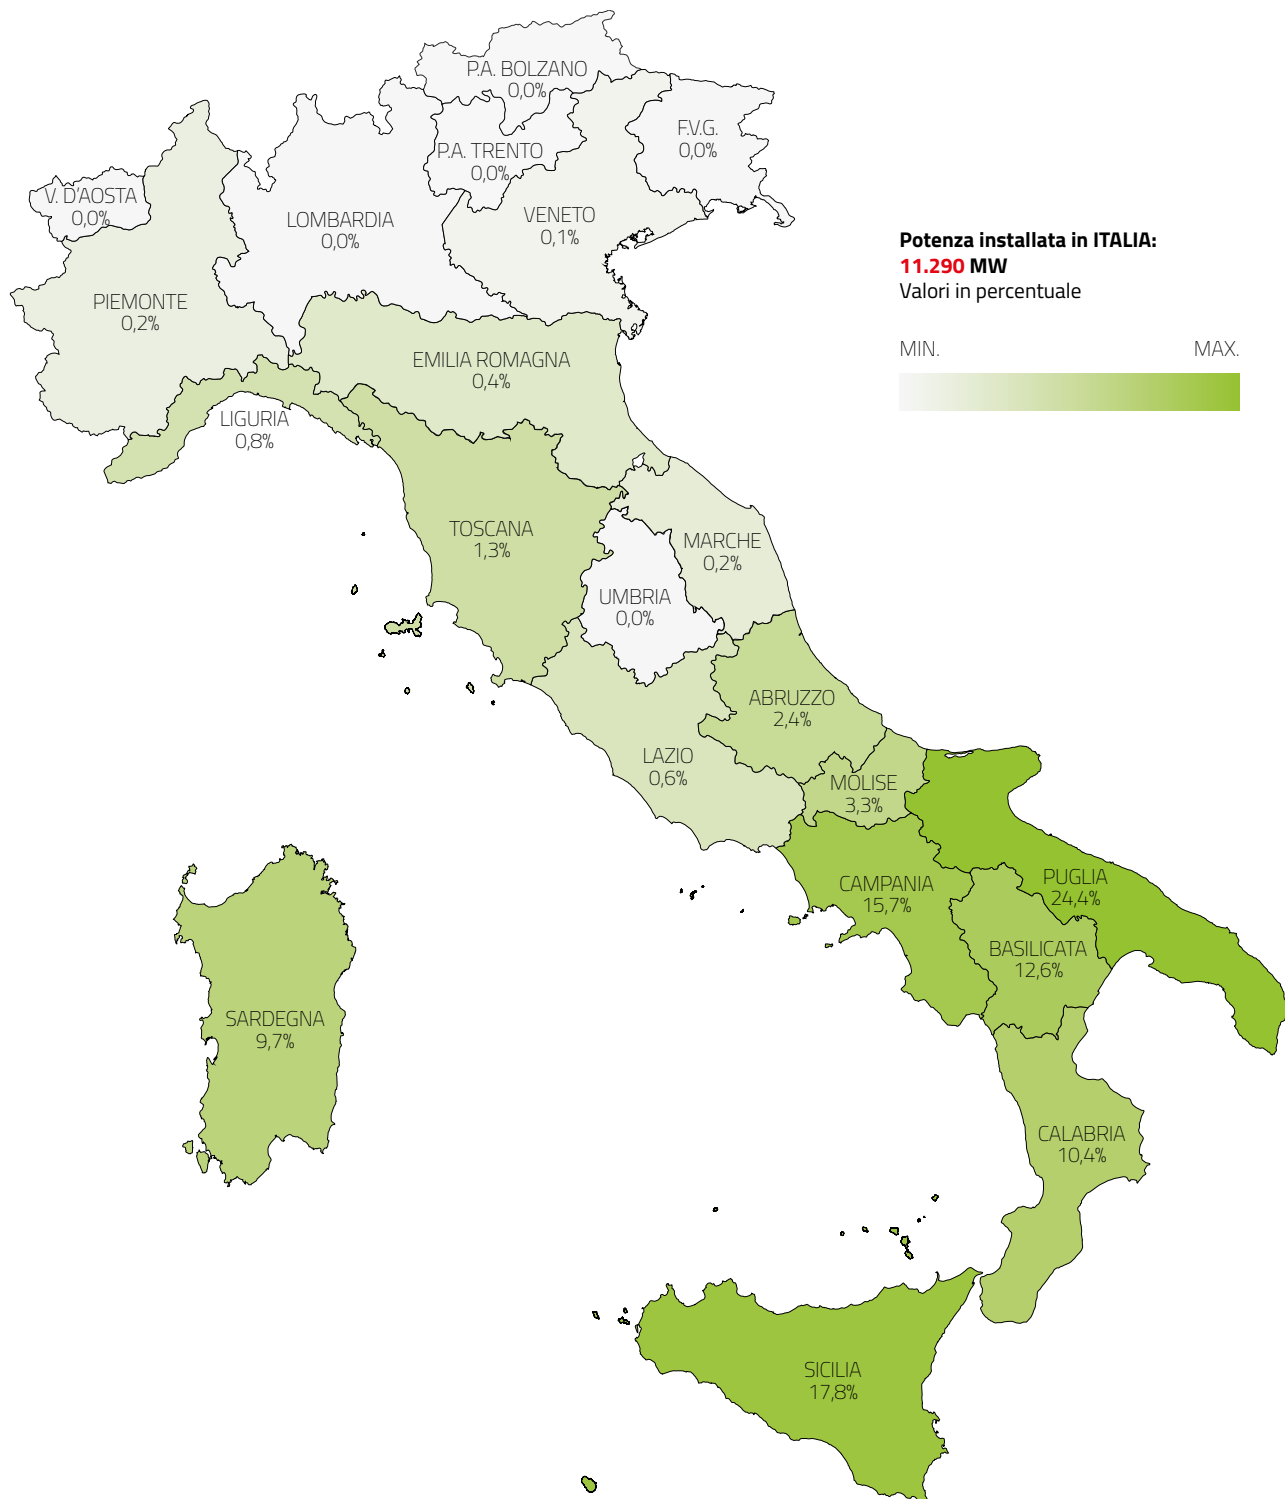 P.A. BOLZANO
0,0%
F.V.G.
0,0%
P.A. TRENTO
0,0%
V. D'AOSTA
0,0%
LOMBARDIA
0,0%
VENETO
0,1%
Potenza installata in ITALIA:
11.290 MW
Valori in percentuale
MIN. MAX.
PIEMONTE
0,2%
EMILIA ROMAGNA
0,4%
LIGURIA
0,8%
TOSCANA
1,3%
MARCHE
0,2%
UMBRIA
0,0%
ABRUZZO
2,4%
LAZIO
0,6%
MOLISE
3,3%
CAMPANIA
15,7%
PUGLIA
24,4%
BASILICATA
12,6%
SARDEGNA
9,7%
CALABRIA
10,4%
SICILIA
17,8%